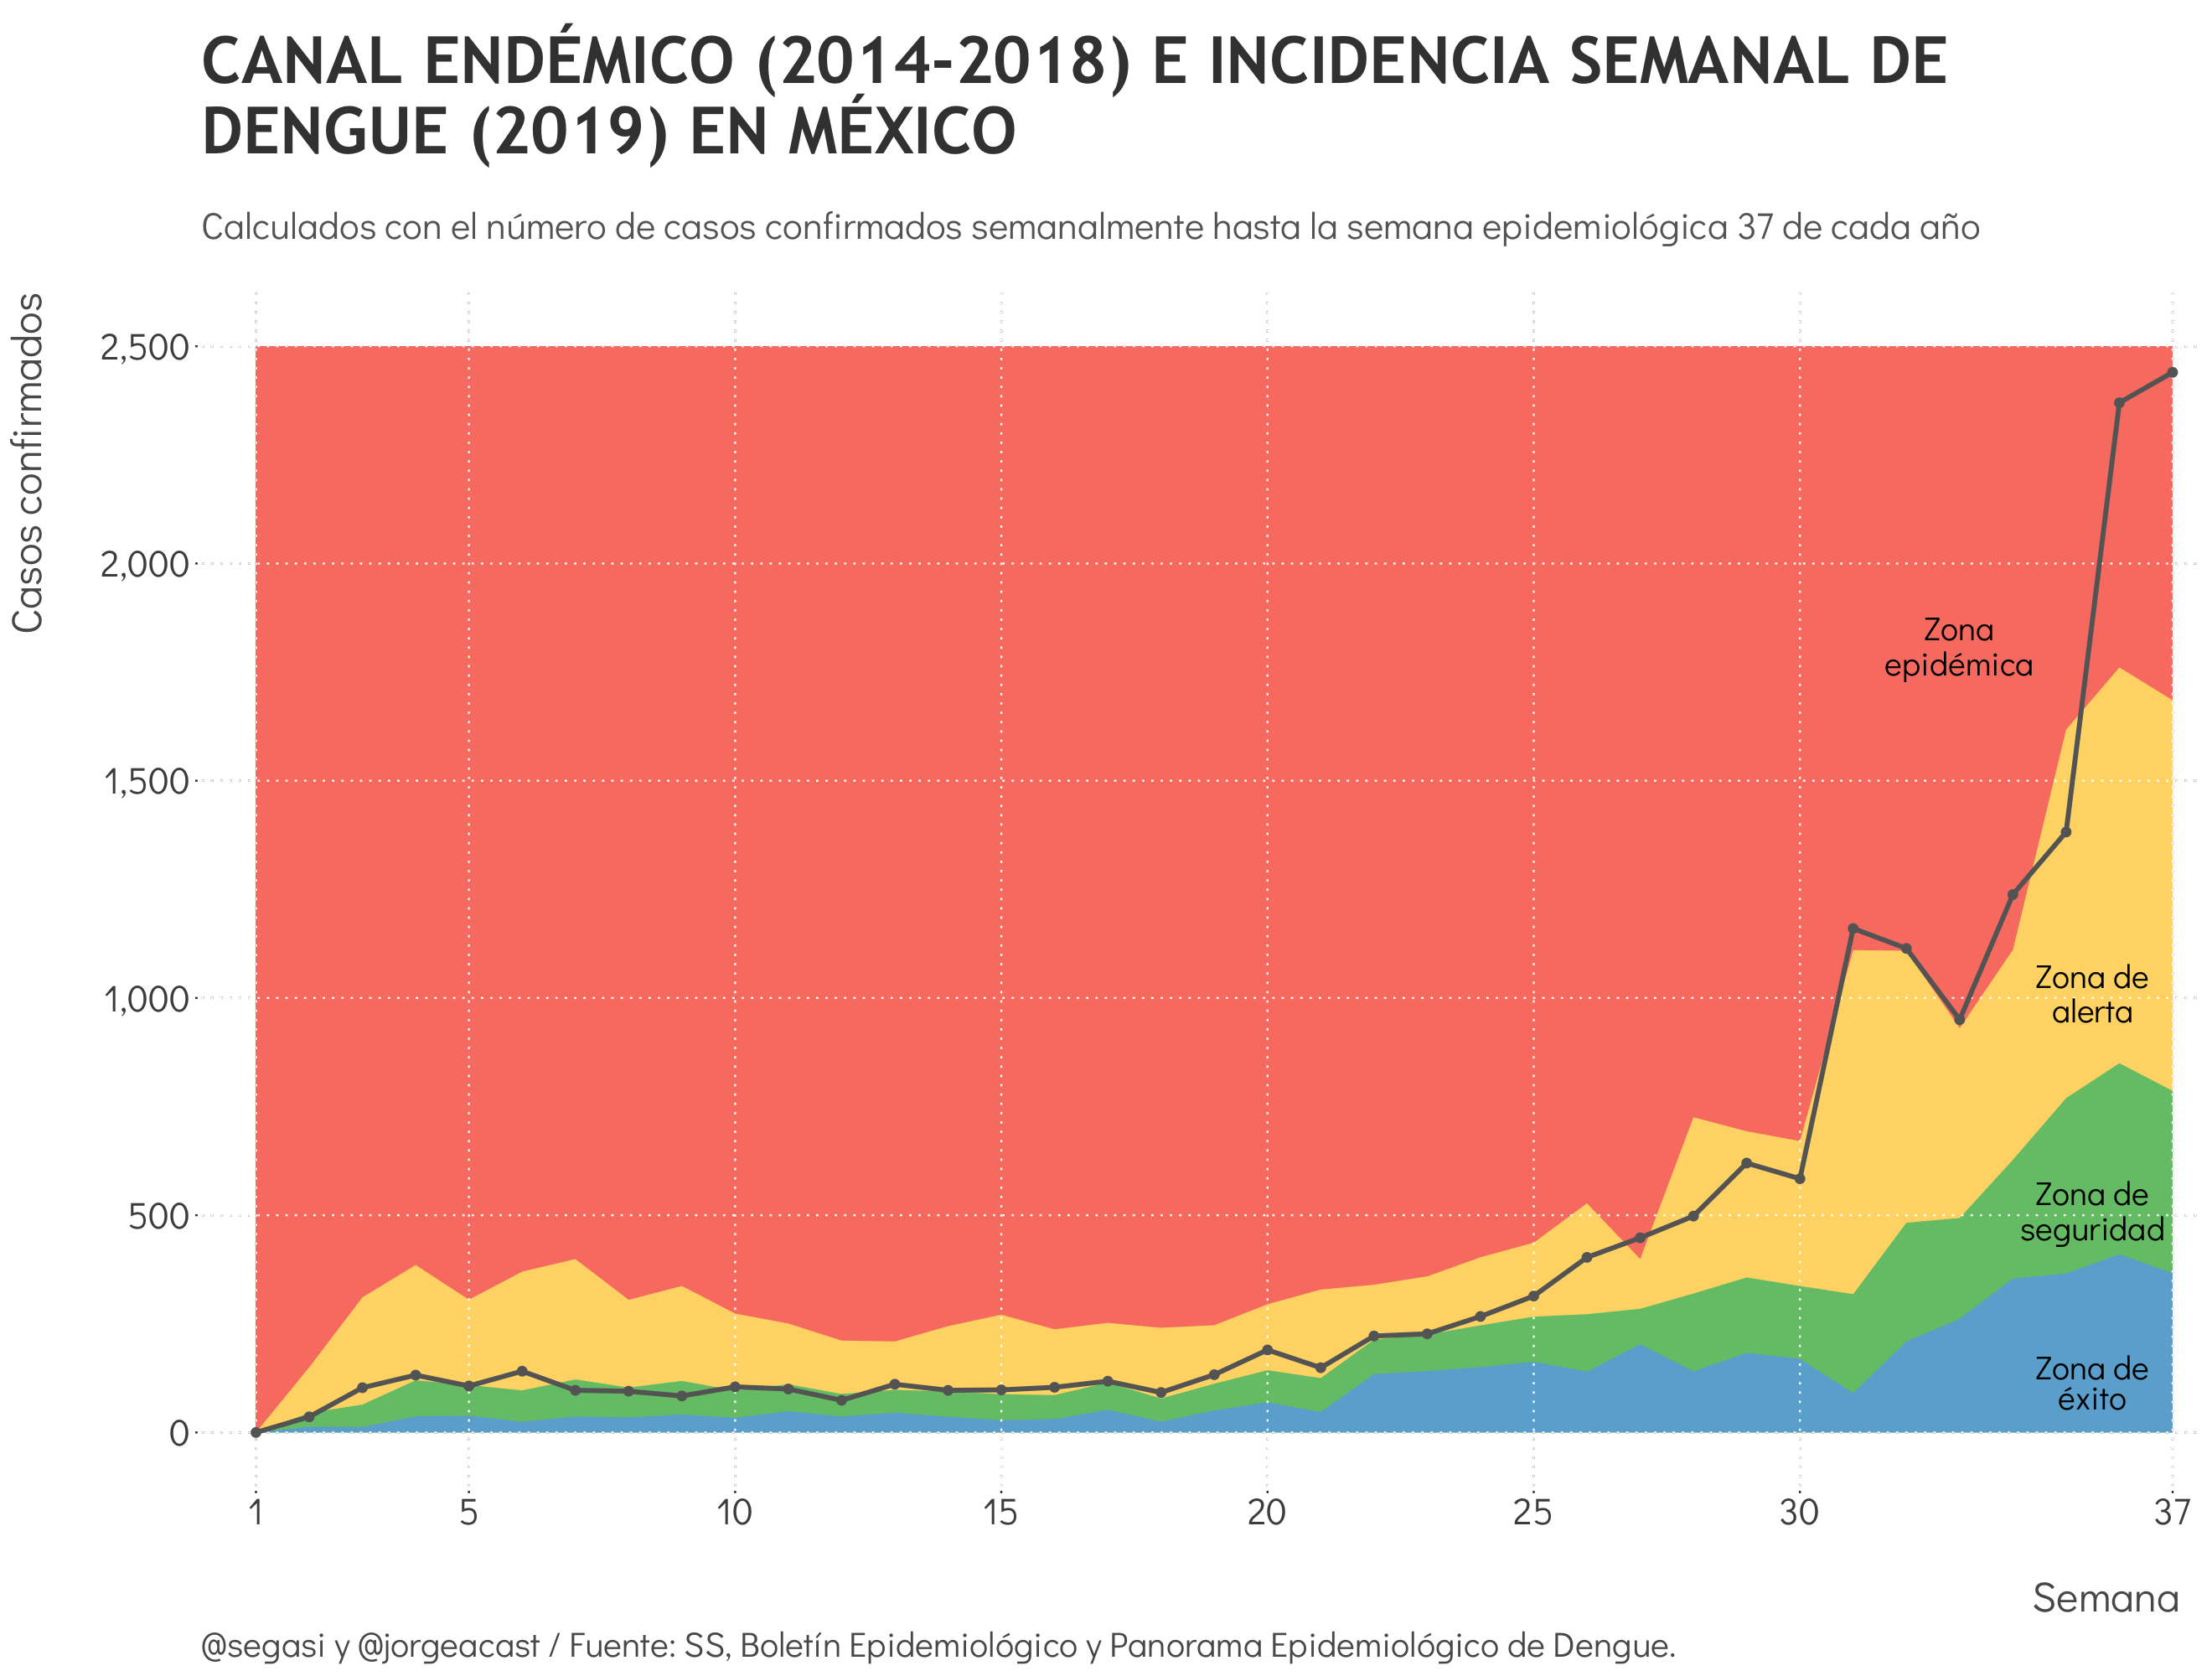 CANAL ENDÉMICO (2014-2018) E INCIDENCIA SEMANAL DE
DENGUE (2019) EN MÉXICO
Calculados con el número de casos confirmados semanalmente hasta la semana epidemiológica 37 de cada año
Casos confirmados
2,500
2,000
1,500
1,000
500
0
Zona
epidémica
Zona de
alerta
Zona de
seguridad
Zona de
éxito
1 5 10 15 20 25 30 37
Semana
@segasi y @jorgeacast / Fuente: SS, Boletín Epidemiológico y Panorama Epidemiológico de Dengue.